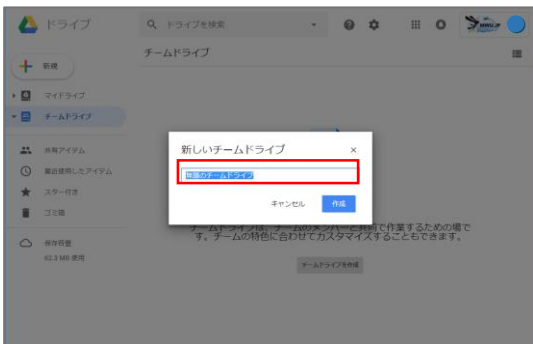 ドライブ
ドライブを検索
チームドライブ
新規
マイドライブ
チームドライブ
共有アイテム
最近使用したアイテム
スター付き
ゴミ箱
保存容量
62.3 MB 使用
新しいチームドライブ
×
無題のチームドライブ
キャンセル
作成
チームドライブは、チームのメンバーと共同で作業するための場で
す。チームの特色に合わせてカスタマイズすることもできます。
チームドライブを作成